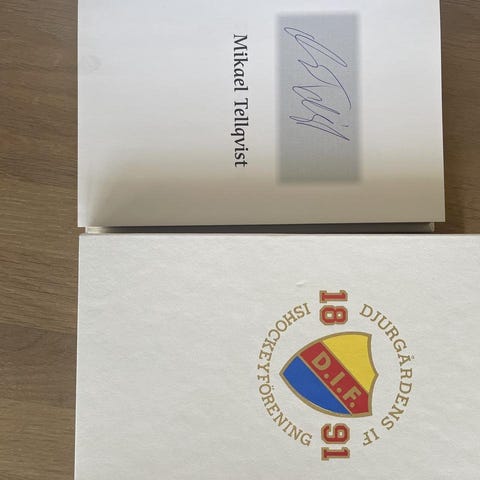 Mikael Tellqvist
DJURGÅRDENS IF
18 91
D.I.F.
ISHOCKEYFÖRENING